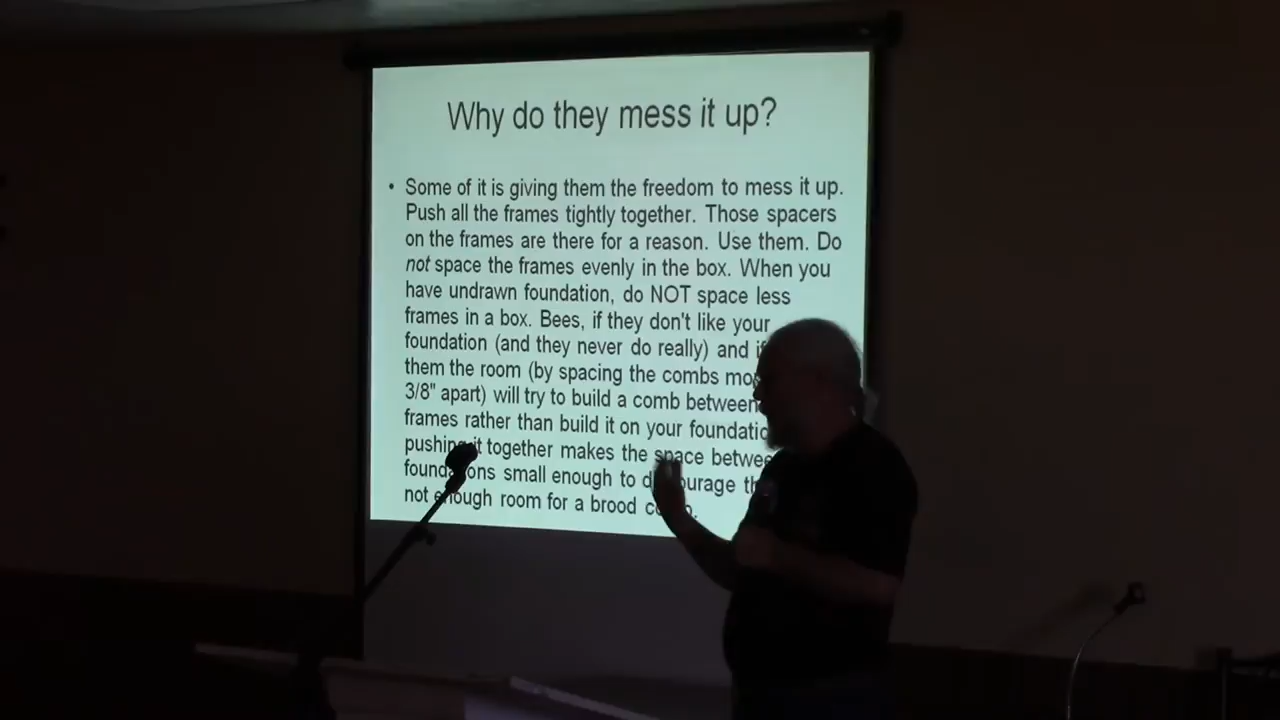 Why do they mess it up?
• Some of it is giving them the freedom to mess it up.
Push all the frames tightly together. Those spacers
on the frames are there for a reason. Use them. Do
not space the frames evenly in the box. When you
have undrawn foundation, do NOT space less
frames in a box. Bees, if they don't like your
foundation (and they never do really) and
them the room (by spacing the combs
3/8" apart) will try to build a comb between
frames rather than build it on your
pushing it together makes the space
small enough to
not enough room for a brood